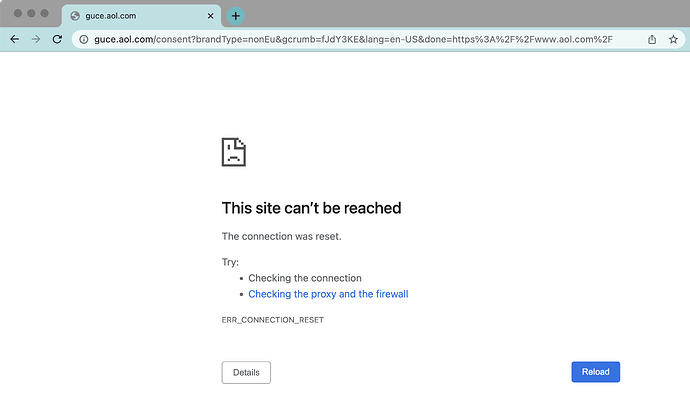 guce.aol.com
guce.aol.com/consent?brandType=nonEu&gcrumb=fJdY3KE&lang=en-US&done=https%3A%2F%2Fwww.aol.com%2F
This site can’t be reached
The connection was reset.
Try:
• Checking the connection
• Checking the proxy and the firewall
ERR_CONNECTION_RESET
Details
Reload